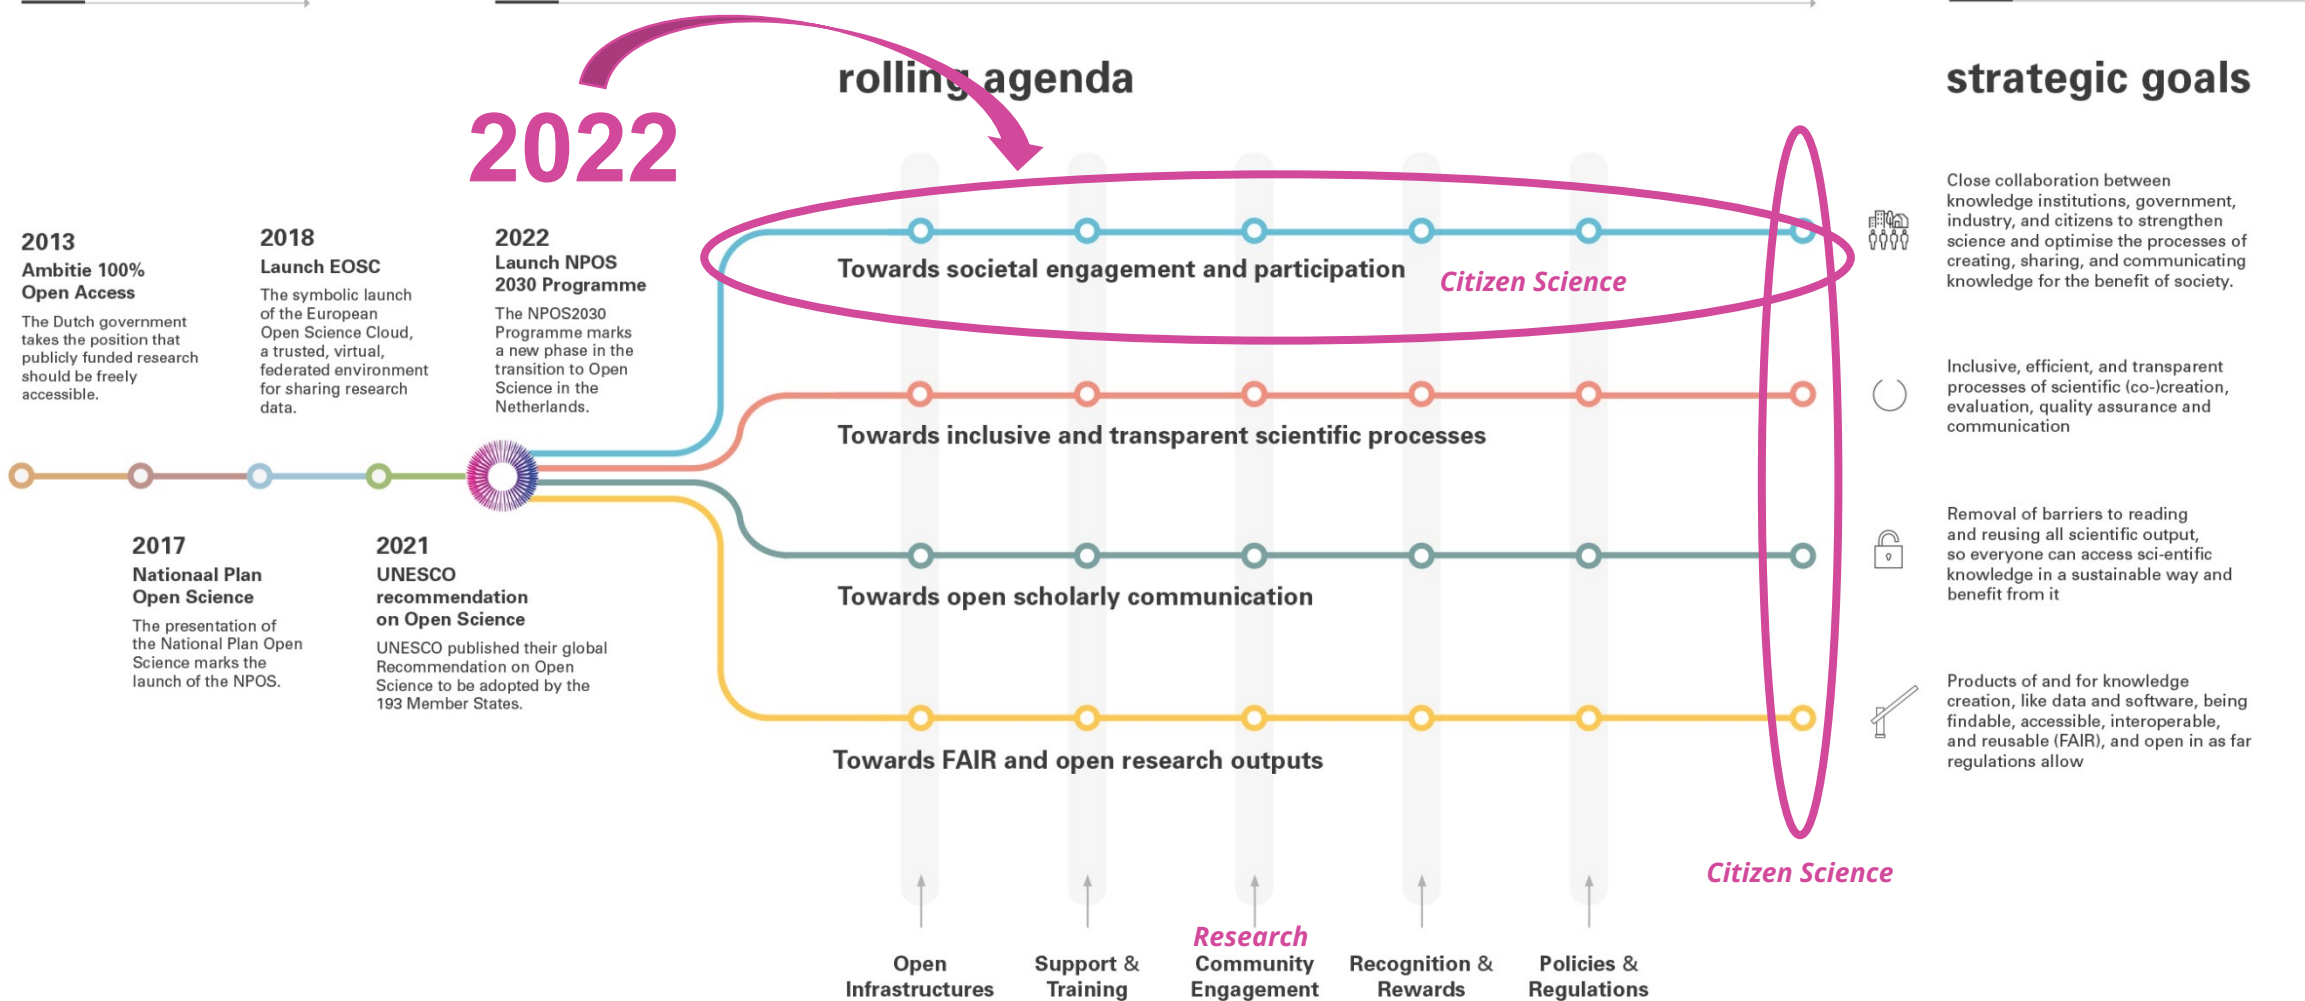 rolling agenda
strategic goals
2022
2013
Ambitie 100%
Open Access
The Dutch government
takes the position that
publicly funded research
should be freely
accessible.
2018
Launch EOSC
The symbolic launch
of the European
Open Science Cloud,
a trusted, virtual,
federated environment
for sharing research
data.
2022
Launch NPOS
2030 Programme
The NPOS2030
Programme marks
a new phase in the
transition to Open
Science in the
Netherlands.
2017
Nationaal Plan
Open Science
The presentation of
the National Plan Open
Science marks the
launch of the NPOS.
2021
UNESCO
recommendation
on Open Science
UNESCO published their global
Recommendation on Open
Science to be adopted by the
193 Member States.
Towards societal engagement and participation
Citizen Science
Towards inclusive and transparent scientific processes
Towards open scholarly communication
Towards FAIR and open research outputs
Close collaboration between
knowledge institutions, government,
industry, and citizens to strengthen
science and optimise the processes of
creating, sharing, and communicating
knowledge for the benefit of society.
Inclusive, efficient, and transparent
processes of scientific (co-)creation,
evaluation, quality assurance and
communication
Removal of barriers to reading
and reusing all scientific output,
so everyone can access sci-entific
knowledge in a sustainable way and
benefit from it
Products of and for knowledge
creation, like data and software, being
findable, accessible, interoperable,
and reusable (FAIR), and open in as far
regulations allow
Citizen Science
Open
Infrastructures
Support &
Training
Research
Community
Engagement
Recognition &
Rewards
Policies &
Regulations